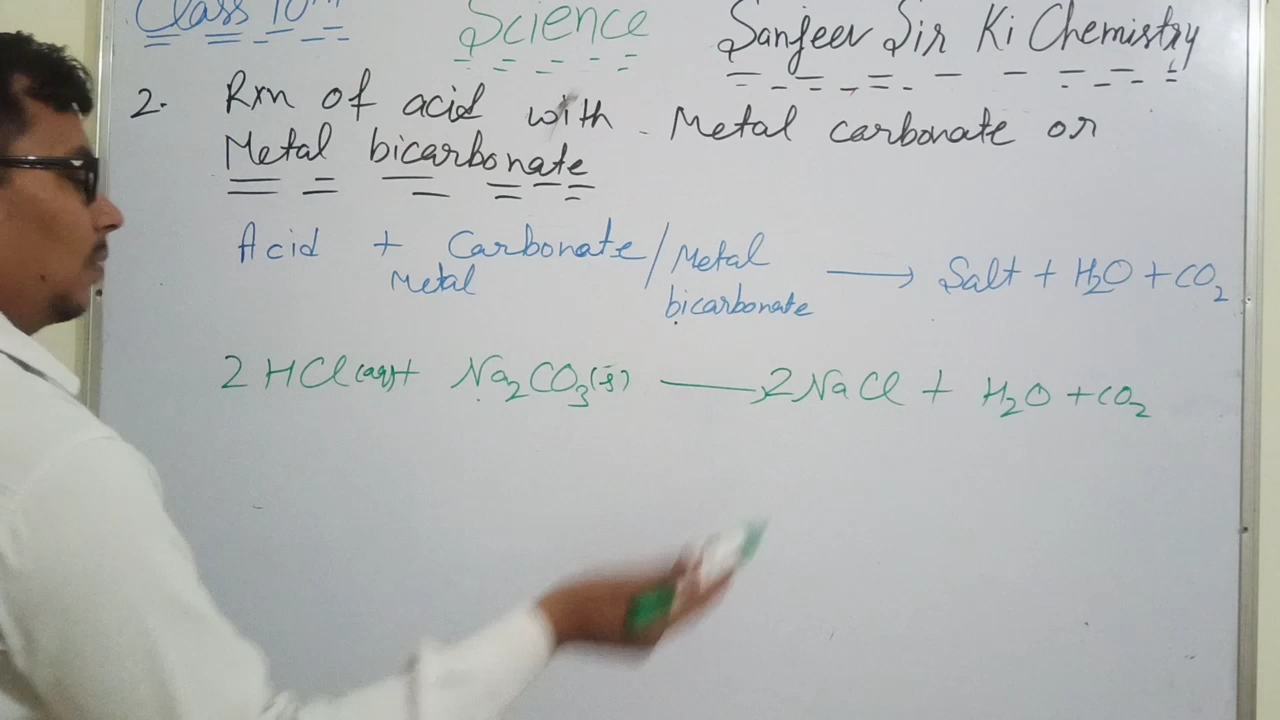 Class 10th Science Sanjeev Sir Ki Chemistry
2. Rxn of acid with Metal carbonate or
Metal bicarbonate
Acid + Carbonate / Metal → Salt + H₂O + CO₂
Metal bicarbonate
2HCl(aq) + Na₂CO₃(s) → 2NaCl + H₂O + CO₂